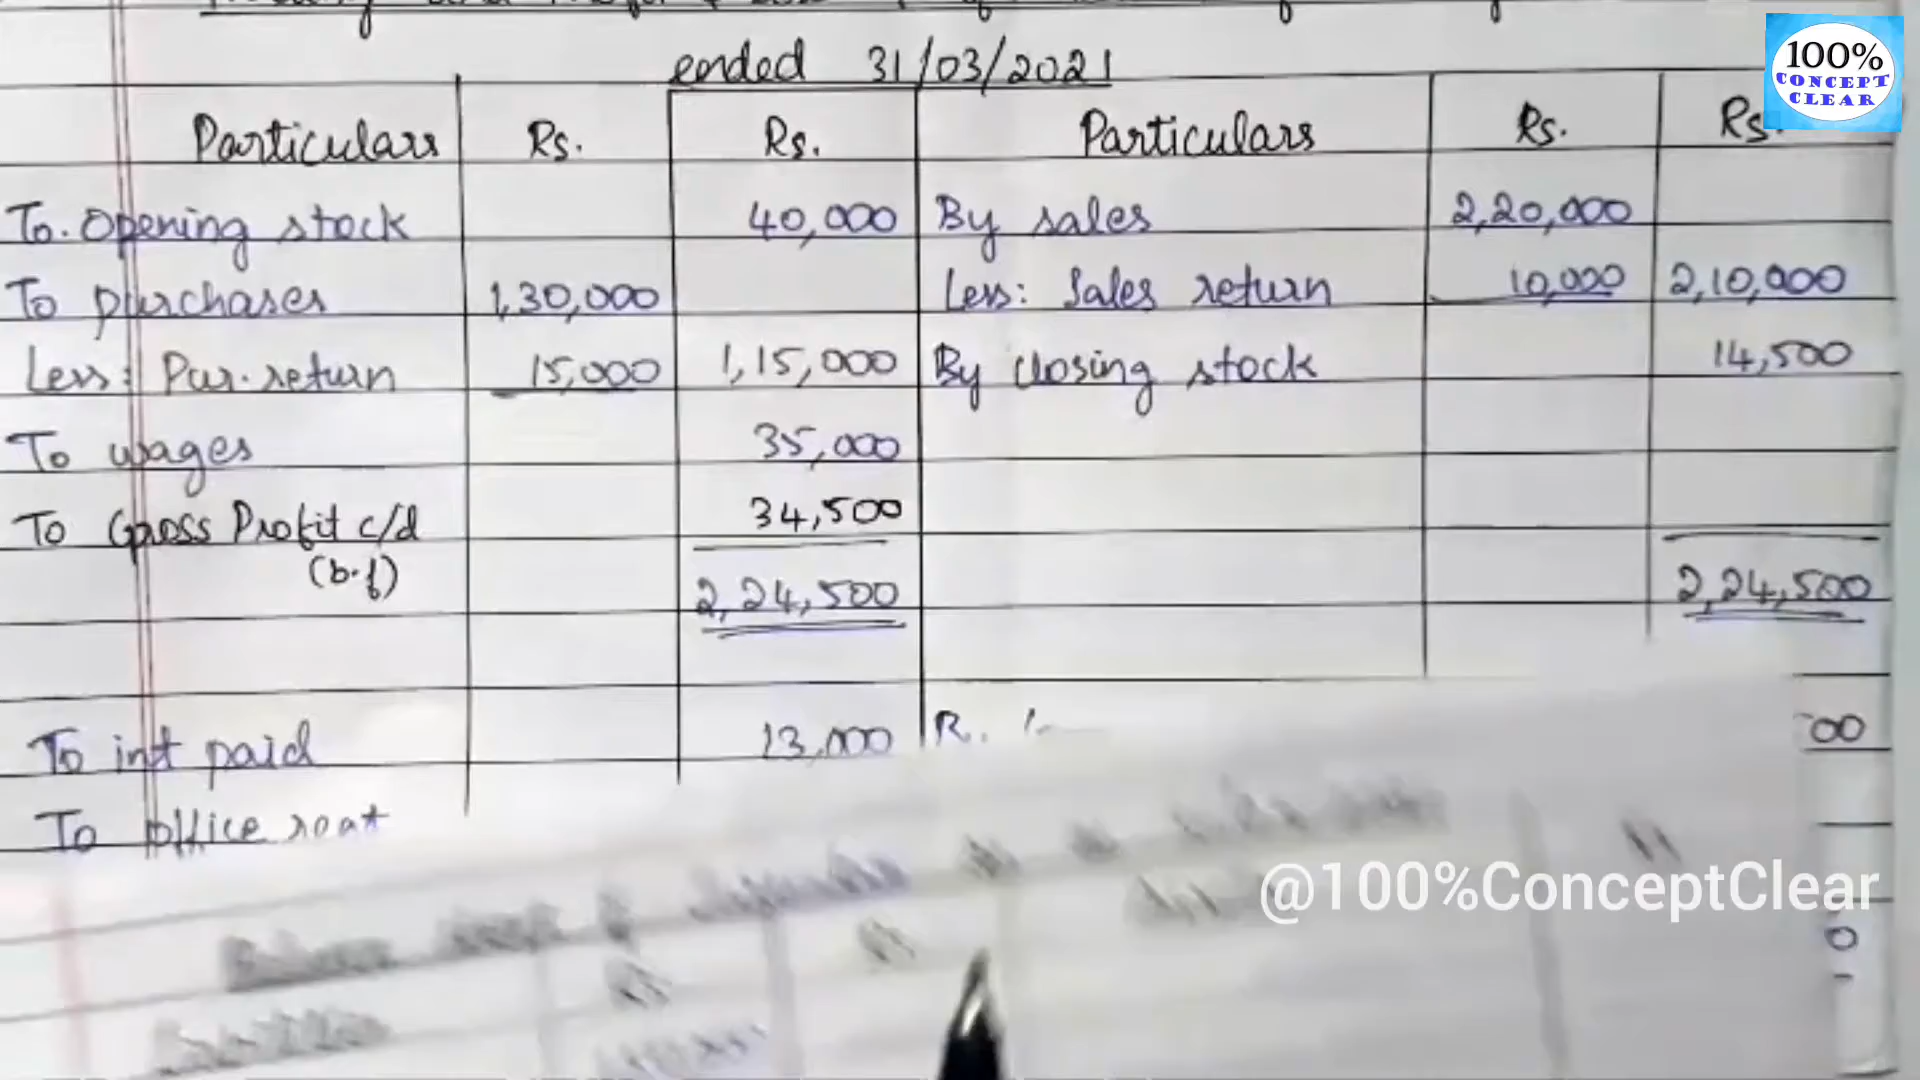 ended 31/03/2021
100%
CONCEPT
CLEAR
Particulars Rs. Rs. Particulars Rs. Rs.
To. Opening stock 40,000 By sales 2,20,000
To purchases 1,30,000 Less: Sales return 10,000 2,10,000
Less: Pur. return 15,000 1,15,000 By closing stock 14,500
To wages 35,000
To Gross Profit c/d 34,500
(b.f)
2,24,500 2,24,500
To int paid 13,000
To office
@100%ConceptClear